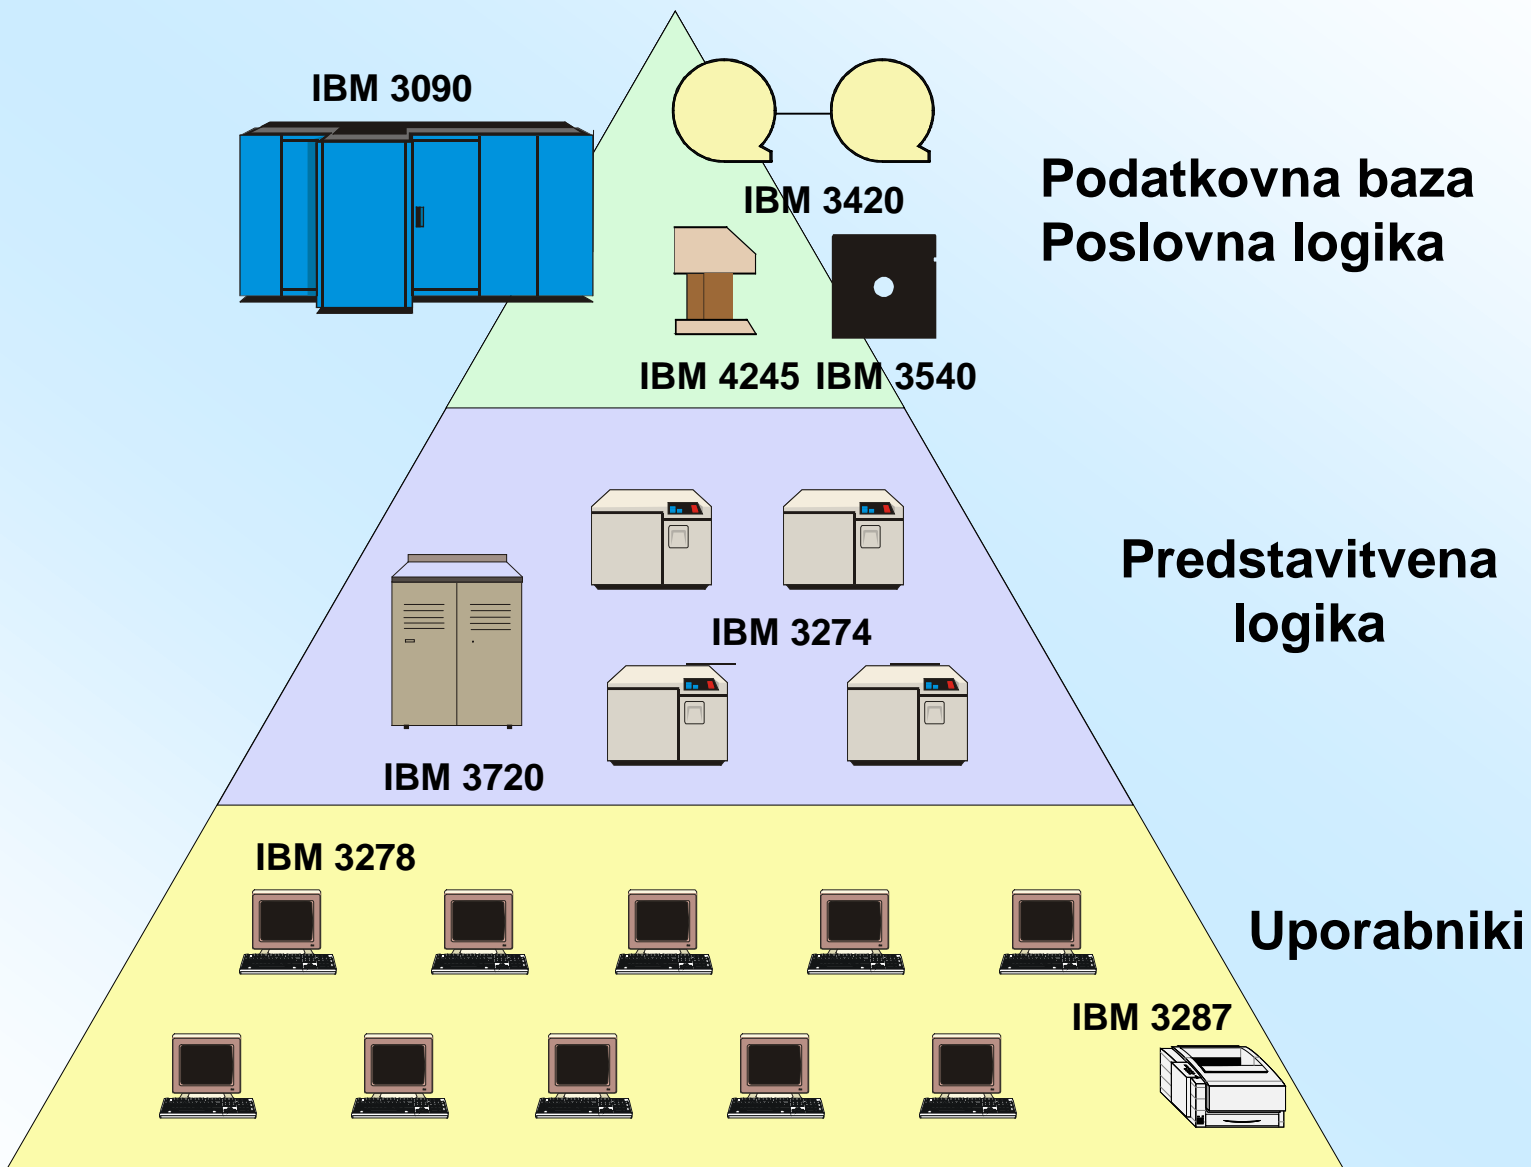 IBM 3090
IBM 3420
Podatkovna baza
Poslovna logika
IBM 4245
IBM 3540
Predstavitvena
logika
IBM 3274
IBM 3720
IBM 3278
Uporabniki
IBM 3287